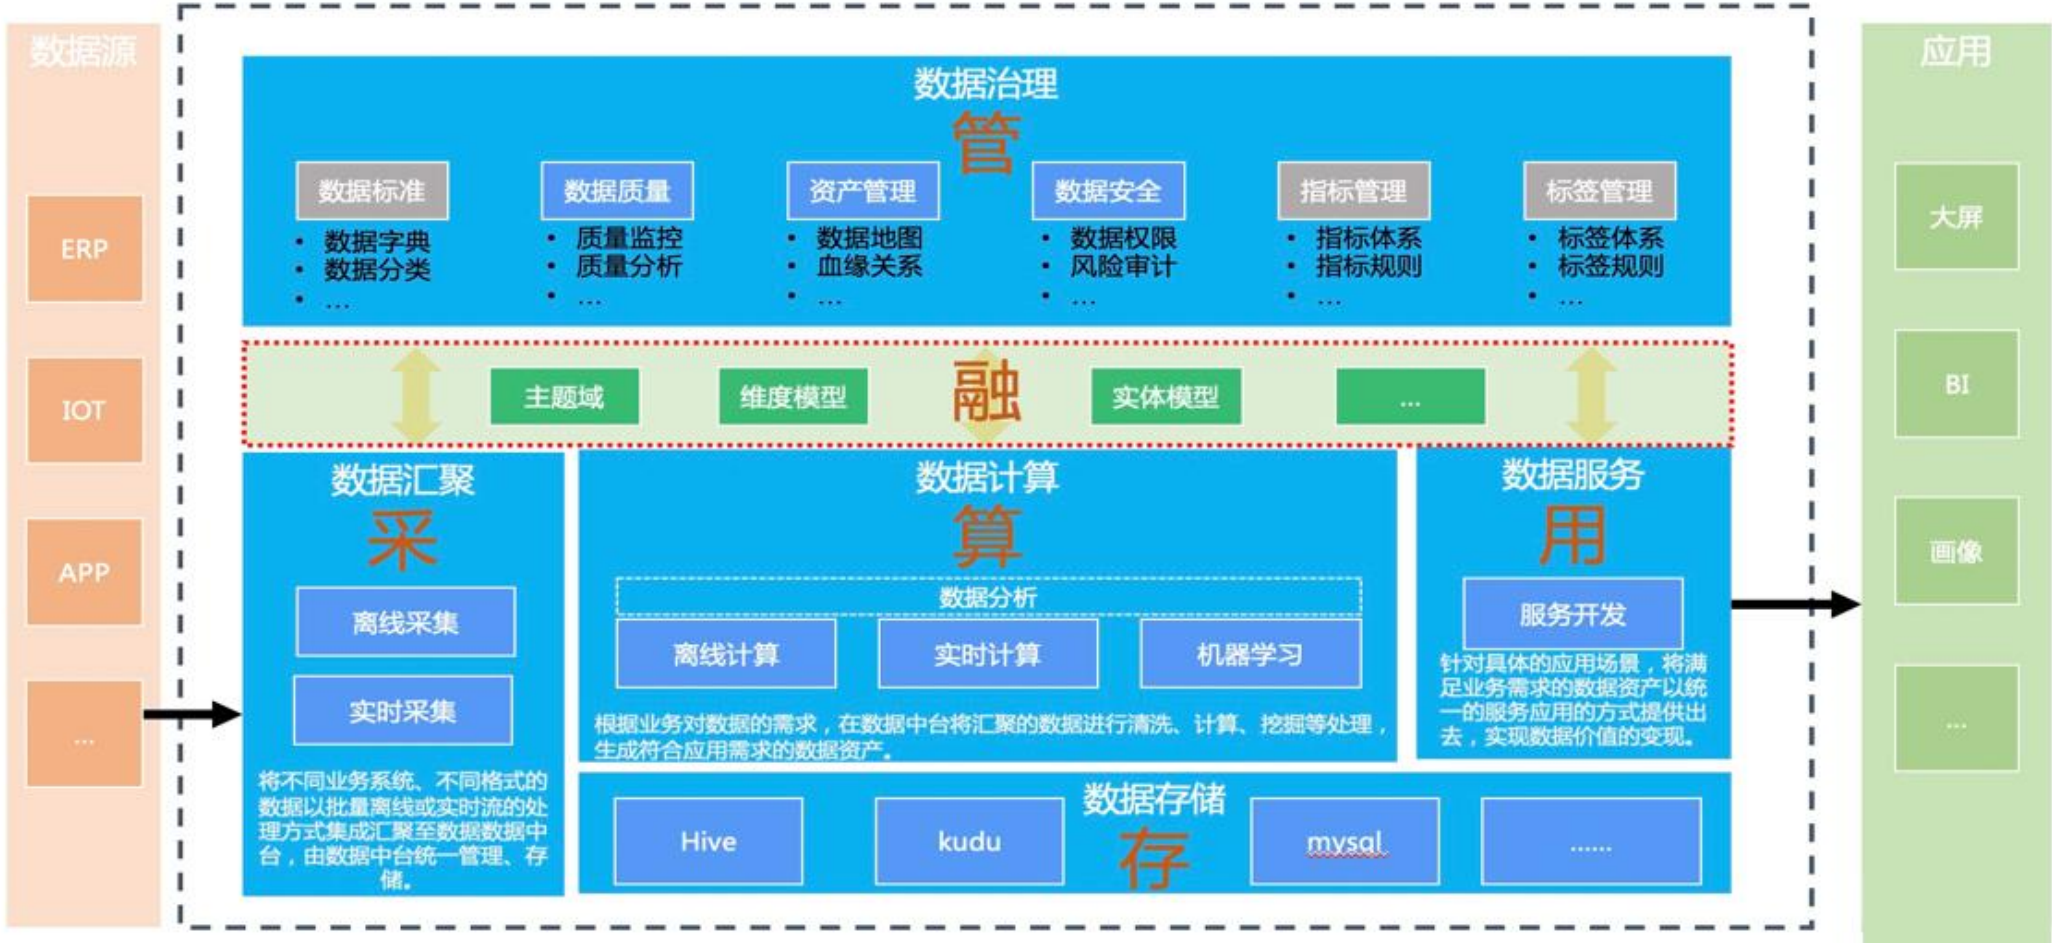 数据源
ERP
IOT
APP
...
数据治理
管
数据标准
• 数据字典
• 数据分类
• ...
数据质量
• 质量监控
• 质量分析
• ...
资产管理
• 数据地图
• 血缘关系
• ...
数据安全
• 数据权限
• 风险审计
• ...
指标管理
• 指标体系
• 指标规则
• ...
标签管理
• 标签体系
• 标签规则
• ...
主题域
维度模型
融
实体模型
...
数据汇聚
采
离线采集
实时采集
将不同业务系统、不同格式的
数据以批量离线或实时流的处
理方式集成汇聚至数据数据中
台，由数据中台统一管理、存
储。
数据计算
算
数据分析
离线计算
实时计算
机器学习
根据业务对数据的需求，在数据中台将汇聚的数据进行清洗、计算、挖掘等处理，
生成符合应用需求的数据资产。
数据服务
用
服务开发
针对具体的应用场景，将满
足业务需求的数据资产以统
一的服务应用的方式提供出
去，实现数据价值的变现。
数据存储
存
Hive
kudu
mysql
......
应用
大屏
BI
画像
...